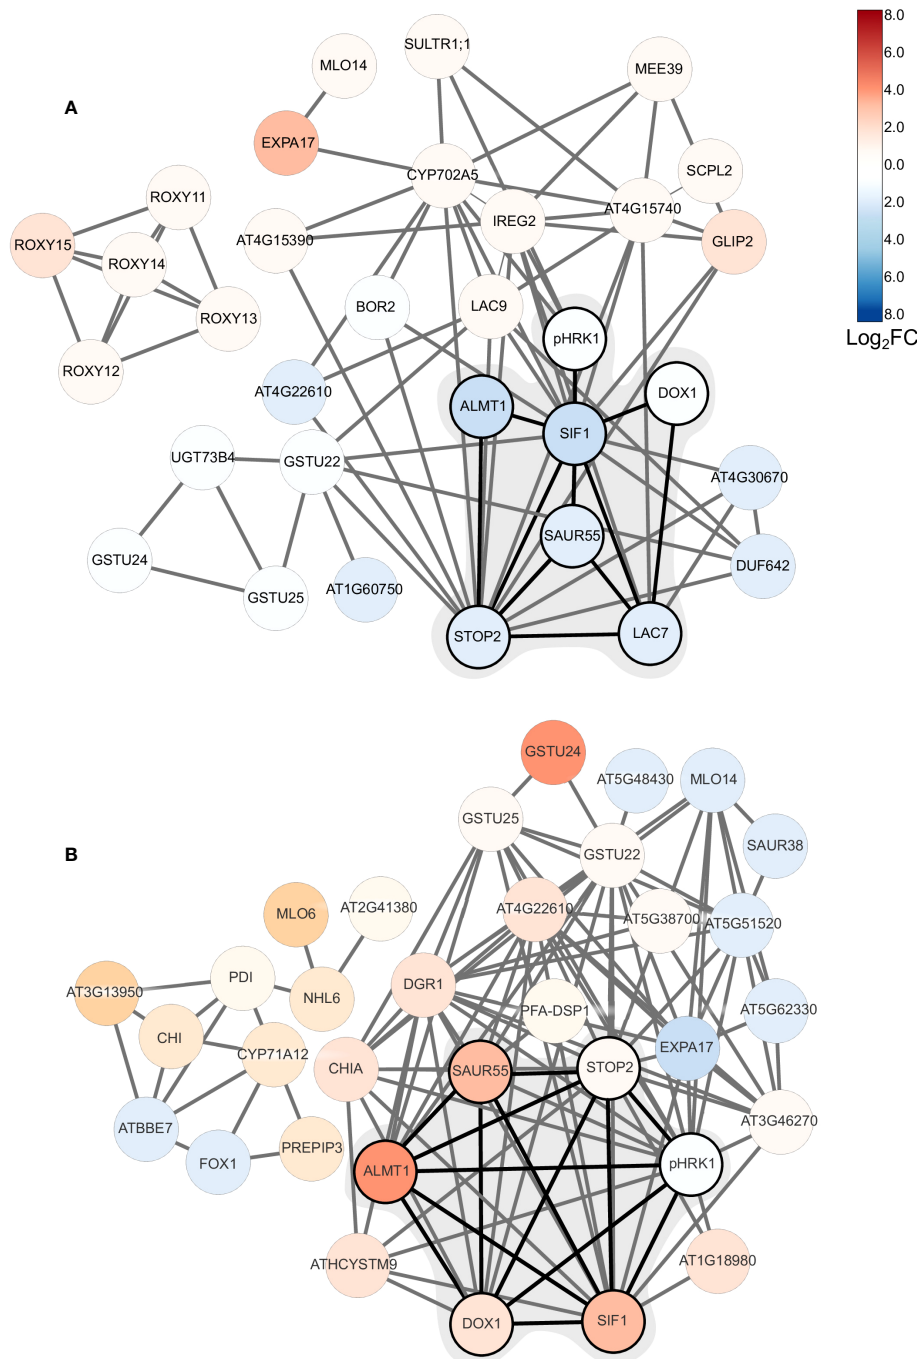 8.0
SULTR1;1
6.0
MLO14
MEE39
A
4.0
EXPA17
2.0
CYP702A5
SCPL2
0.0
ROXY11
2.0
IREG2
AT4G15740
ROXY15
AT4G15390
GLIP2
4.0
ROXY14
6.0
BOR2
LAC9
8.0
ROXY13
Log2FC
pHRK1
ROXY12
AT4G22610
DOX1
ALMT1
SIF1
UGT73B4
GSTU22
AT4G30670
SAUR55
GSTU24
DUF642
GSTU25
AT1G60750
STOP2
LAC7
GSTU24
AT5G48430
MLO14
GSTU25
B
GSTU22
SAUR38
MLO6
AT2G41380
AT4G22610
AT5G38700
AT5G51520
PDI
AT3G13950
NHL6
DGR1
PFA-DSP1
AT5G62330
CHI
CYP71A12
EXPA17
CHIA
SAUR55
STOP2
ATBBE7
AT3G46270
PREPIP3
FOX1
ALMT1
pHRK1
ATHCYSTM9
AT1G18980
DOX1
SIF1